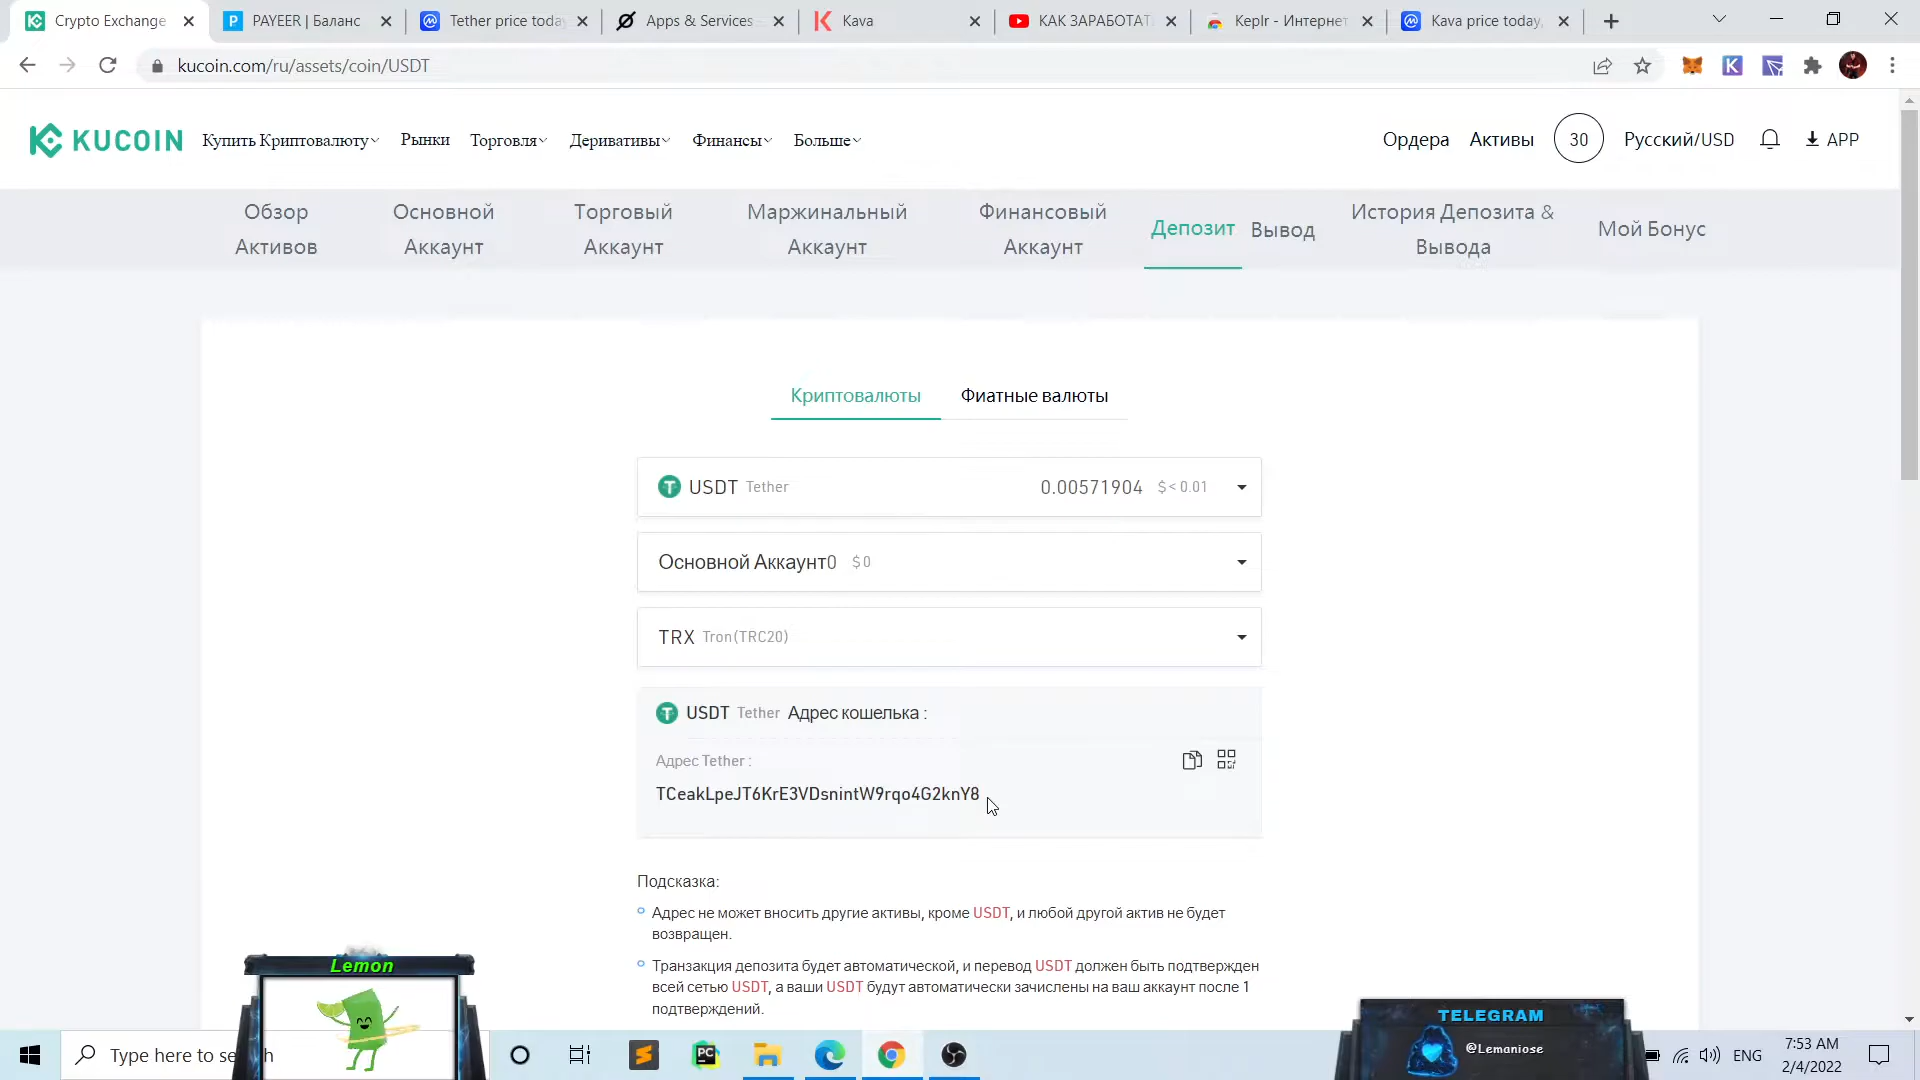 Crypto Exchange
PAYEER | Баланс
Tether price toda
Apps & Services
Kava
КАК ЗАРАБОТАТ
Keplr - Интернет
Kava price today,
kucoin.com/ru/assets/coin/USDT
KUCOIN
Купить Криптовалюту
Рынки
Торговля
Деривативы
Финансы
Больше
Ордера
Активы
30
Русский/USD
APP
Обзор Активов
Основной Аккаунт
Торговый Аккаунт
Маржинальный Аккаунт
Финансовый Аккаунт
Депозит
Вывод
История Депозита & Вывода
Мой Бонус
Криптовалюты
Фиатные валюты
USDT Tether 0.00571904 $< 0.01
Основной Аккаунт0 $0
TRX Tron(TRC20)
USDT Tether Адрес кошелька :
Адрес Tether :
TCeakLpeJT6KrE3VDsnintW9rqo4G2knY8
Подсказка:
Адрес не может вносить другие активы, кроме USDT, и любой другой актив не будет
возвращен.
Транзакция депозита будет автоматической, и перевод USDT должен быть подтвержден
всей сетью USDT, а ваши USDT будут автоматически зачислены на ваш аккаунт после 1
подтверждений.
Lemon
TELEGRAM
@Lemaniose
Type here to se ch
PC
ENG
7:53 AM
2/4/2022